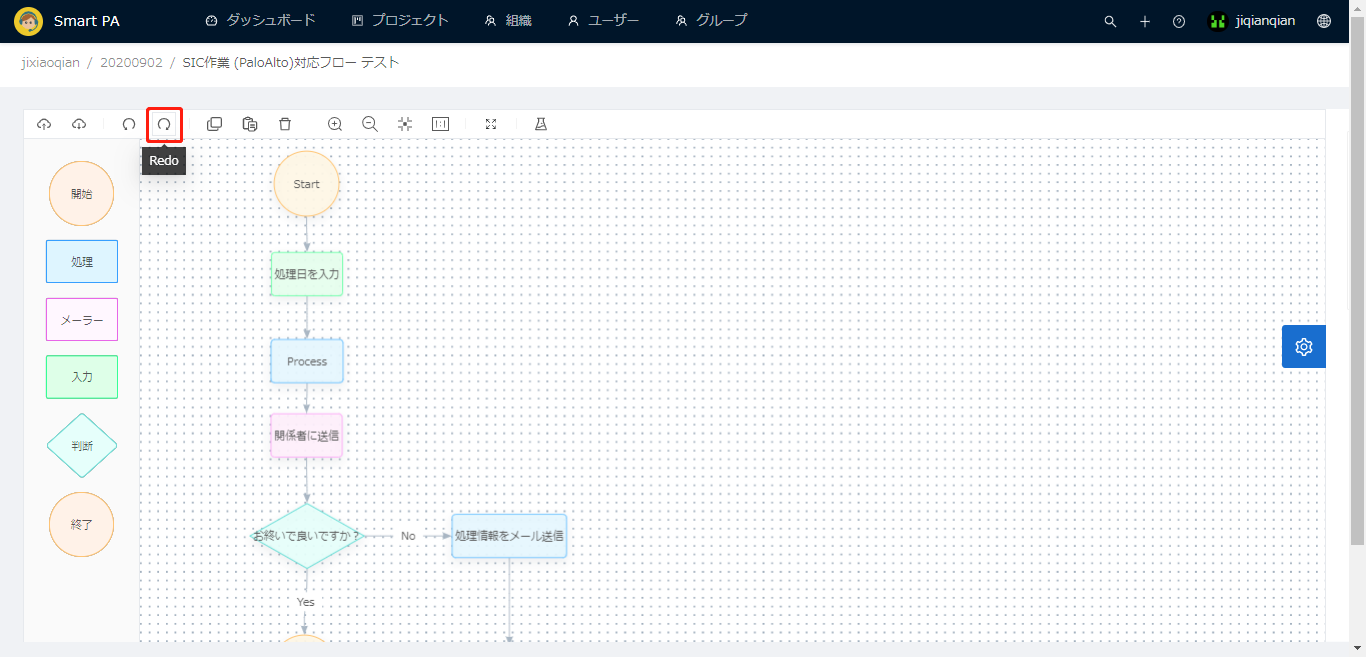 Smart PA ダッシュボード プロジェクト 組織 ユーザー グループ jiqianqian
jixiaoqian / 20200902 / SIC作業 (PaloAlto)対応フロー テスト
Redo
開始
処理
メーラー
入力
判断
終了
Start
処理日を入力
Process
関係者に送信
お終いで良いですか？ No 処理情報をメール送信
Yes